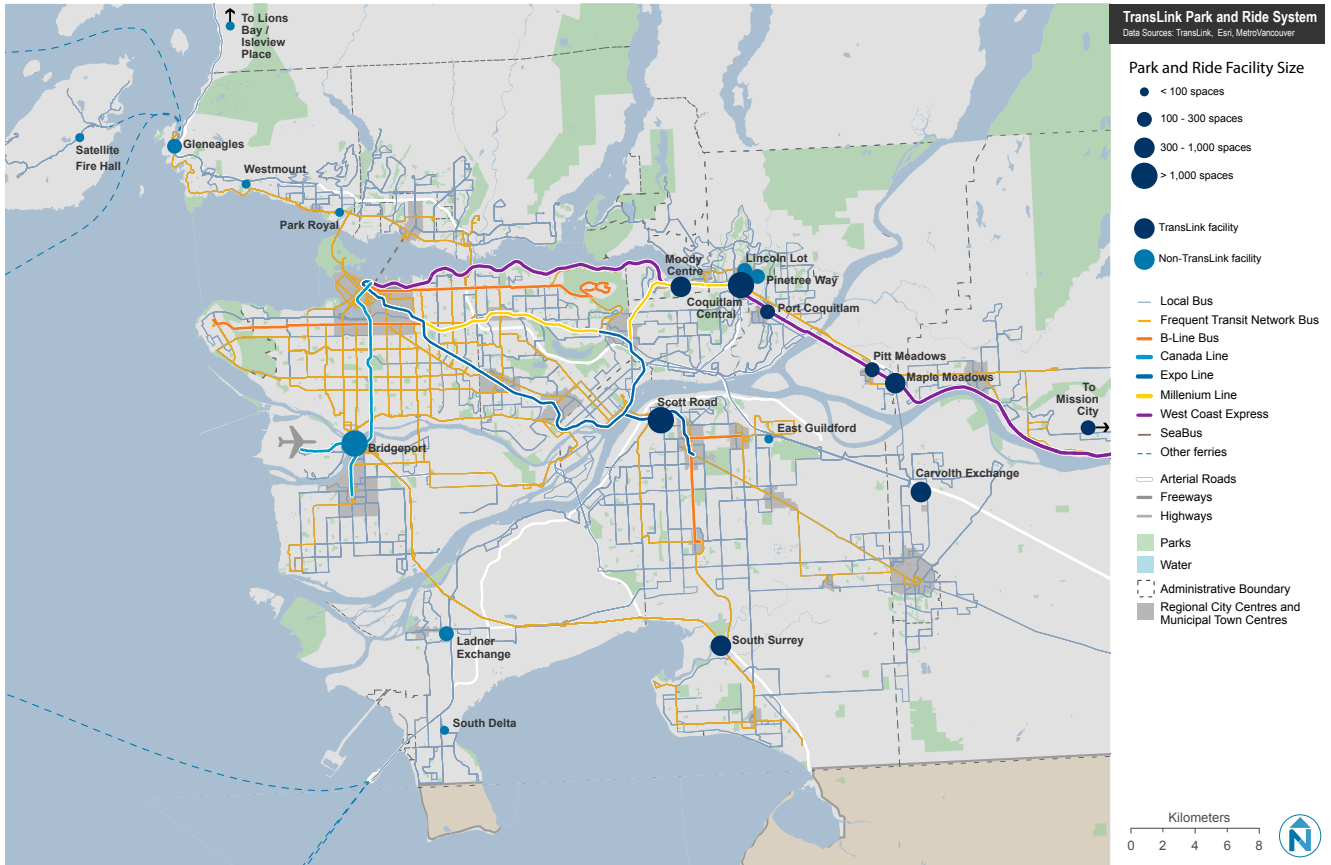 To Lions
Bay /
Isleview
Place
Satellite
Fire Hall
Gleneagles
Westmount
Park Royal
Moody
Centre
Lincoln Lot
Pinetree Way
Coquitlam
Central
Port Coquitlam
Pitt Meadows
Maple Meadows
To
Mission
City
Scott Road
East Guildford
Bridgeport
Carvolth Exchange
Ladner
Exchange
South Surrey
South Delta
TransLink Park and Ride System
Data Sources: TransLink, Esri, MetroVancouver
Park and Ride Facility Size
< 100 spaces
100 - 300 spaces
300 - 1,000 spaces
> 1,000 spaces
TransLink facility
Non-TransLink facility
Local Bus
Frequent Transit Network Bus
B-Line Bus
Canada Line
Expo Line
Millenium Line
West Coast Express
SeaBus
Other ferries
Arterial Roads
Freeways
Highways
Parks
Water
Administrative Boundary
Regional City Centres and
Municipal Town Centres
Kilometers
0 2 4 6 8
N